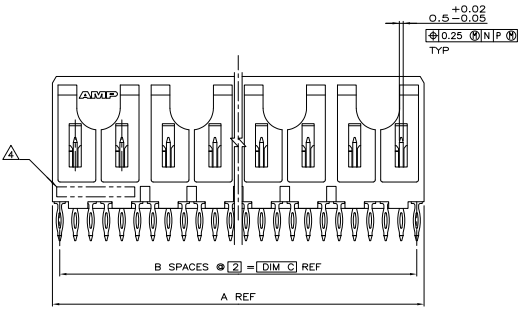 +0.02
0.5-0.05
⌖ 0.25 Ⓜ N P Ⓜ
TYP
AMP
4
B SPACES @ 2 = DIM C REF
A REF